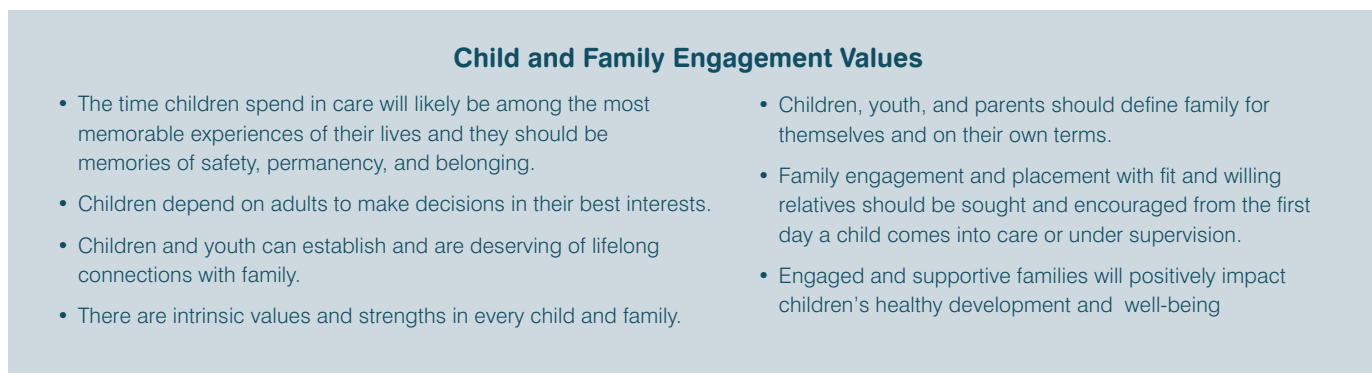 Child and Family Engagement Values
• The time children spend in care will likely be among the most
memorable experiences of their lives and they should be
memories of safety, permanency, and belonging.
• Children depend on adults to make decisions in their best interests.
• Children and youth can establish and are deserving of lifelong
connections with family.
• There are intrinsic values and strengths in every child and family.
• Children, youth, and parents should define family for
themselves and on their own terms.
• Family engagement and placement with fit and willing
relatives should be sought and encouraged from the first
day a child comes into care or under supervision.
• Engaged and supportive families will positively impact
children’s healthy development and  well-being